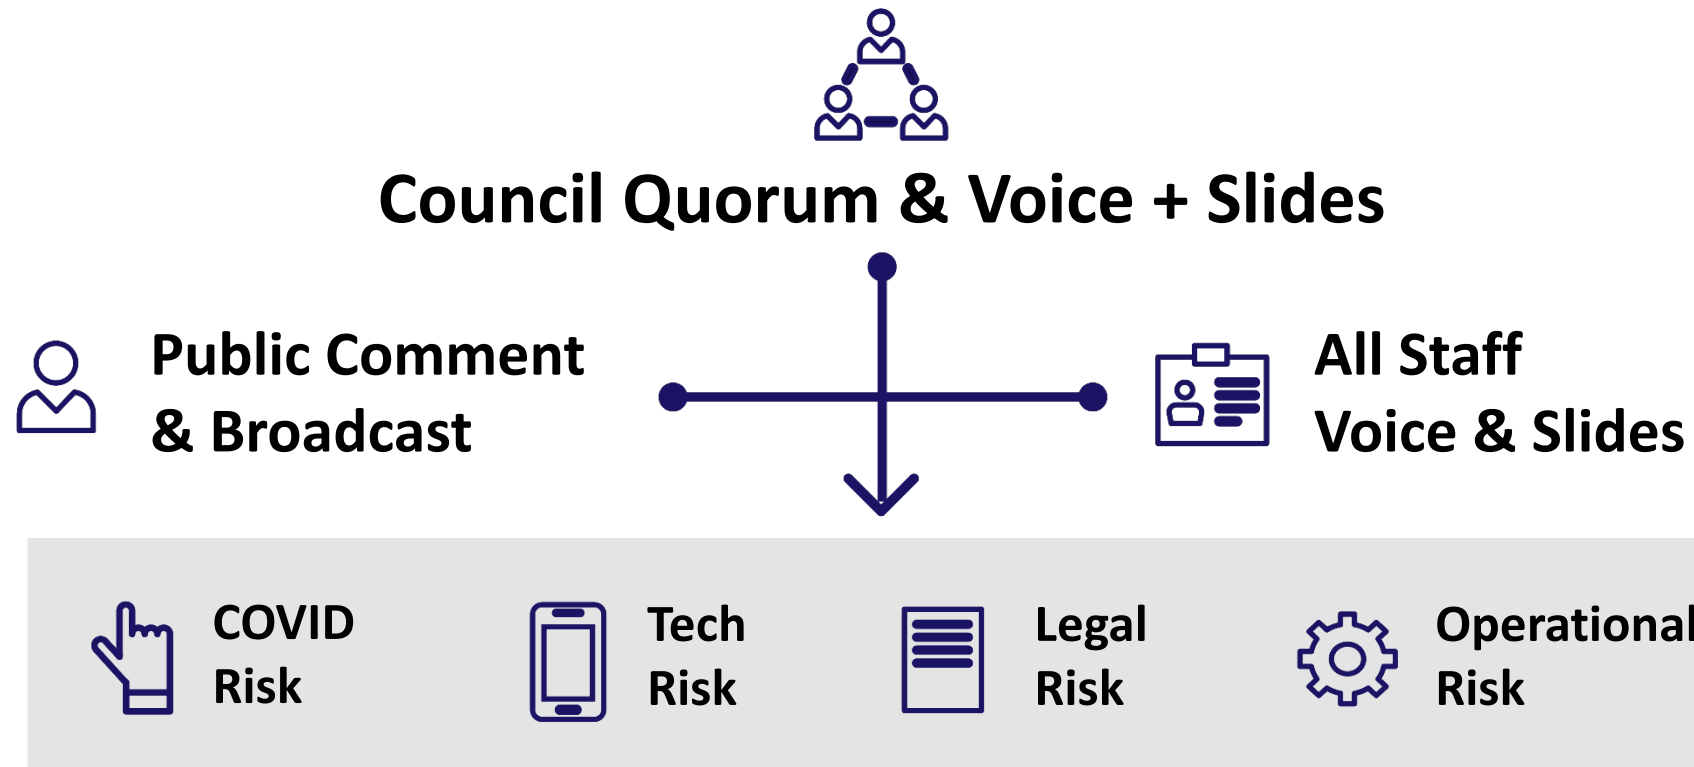 Council Quorum & Voice + Slides
Public Comment
& Broadcast
All Staff
Voice & Slides
COVID
Risk
Tech
Risk
Legal
Risk
Operational
Risk